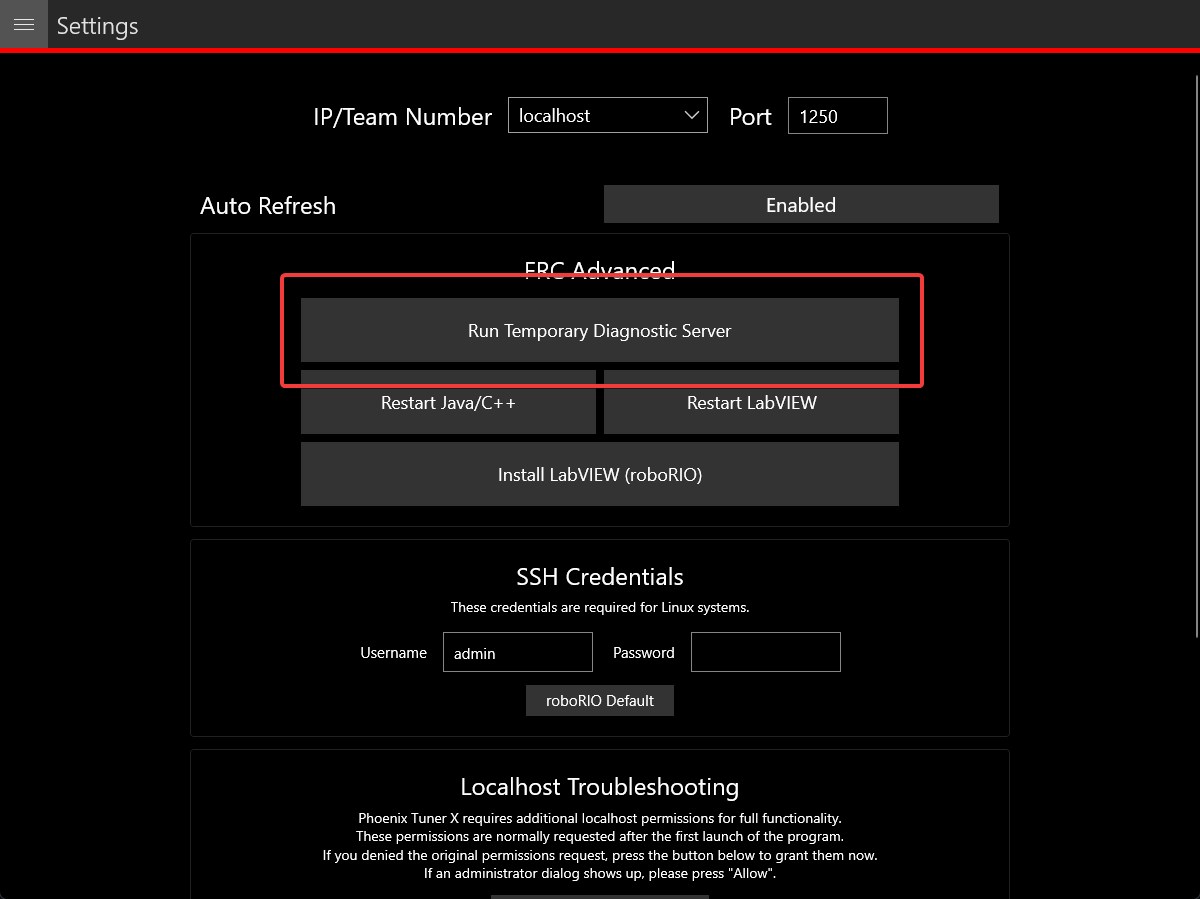 Settings
IP/Team Number localhost Port 1250
Auto Refresh Enabled
FRC Advanced
Run Temporary Diagnostic Server
Restart Java/C++ Restart LabVIEW
Install LabVIEW (roboRIO)
SSH Credentials
These credentials are required for Linux systems.
Username admin Password
roboRIO Default
Localhost Troubleshooting
Phoenix Tuner X requires additional localhost permissions for full functionality.
These permissions are normally requested after the first launch of the program.
If you denied the original permissions request, press the button below to grant them now.
If an administrator dialog shows up, please press "Allow".